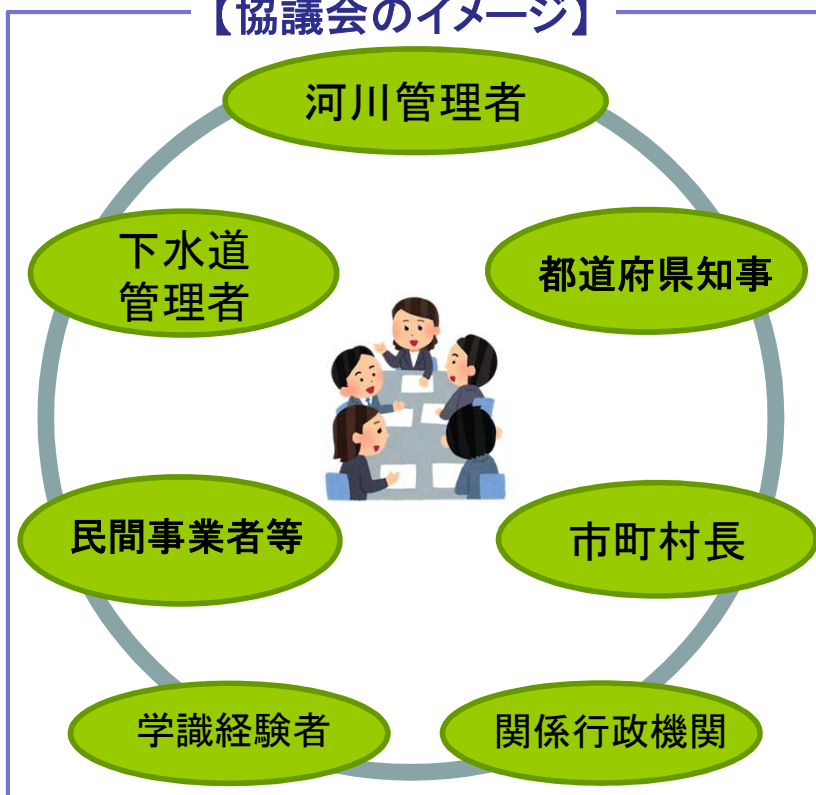 【協議会のイメージ】
河川管理者
下水道
管理者
都道府県知事
民間事業者等
市町村長
学識経験者
関係行政機関